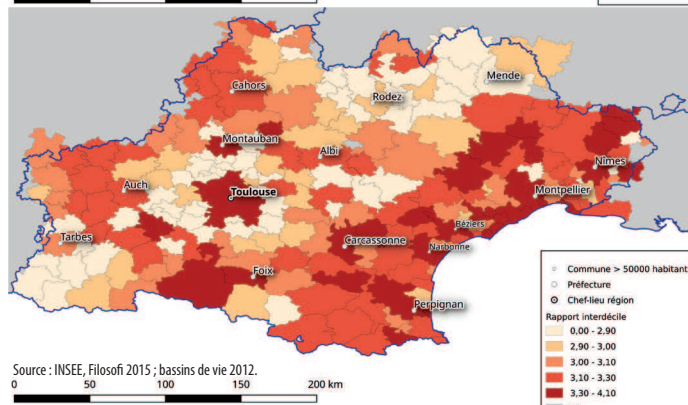 Mende
Cahors
Rodez
Montauban
Albi
Nîmes
Auch
Toulouse
Montpellier
Béziers
Tarbes
Carcassonne
Narbonne
Foix
Perpignan
Commune > 50000 habitant
Préfecture
Chef-lieu région
Rapport interdécile
0,00 - 2,90
2,90 - 3,00
3,00 - 3,10
3,10 - 3,30
3,30 - 4,10
Source : INSEE, Filosofi 2015 ; bassins de vie 2012.
0 50 100 150 200 km